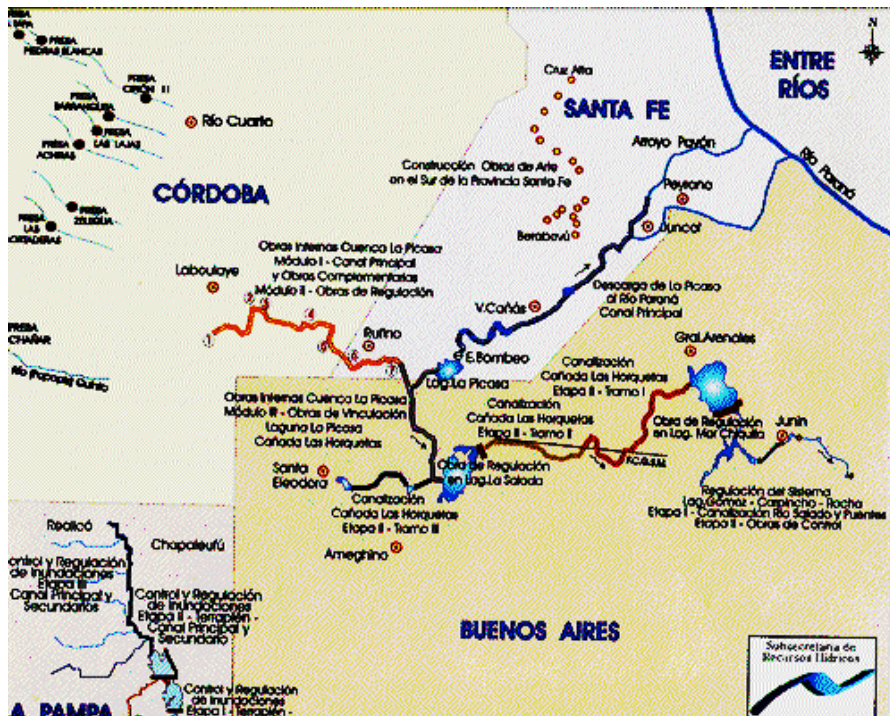 PRESA
PIEDRAS BLANCAS
PRESA
PRESA
BARRANQUITA
PRESA
LAS LAJAS
PRESA
ACHIRAS
PRESA
PRESA
LAS
Río Cuarto
CÓRDOBA
Cruz Alta
SANTA FE
ENTRE
RÍOS
N
Arroyo Pavón
Río Paraná
Construcción Obras de Arte
en el Sur de la Provincia Santa Fe
Peyrano
Juncal
Berabevú
Obras Internas Cuenca La Picasa
Módulo I - Canal Principal
y Obras Complementarias
Módulo II - Obras de Regulación
Laboulaye
Descarga de La Picasa
al Río Paraná
Canal Principal
V.Cañás
Rufino
E.Bombeo
Lag.La Picasa
Gral.Arenales
PRESA
CHAÑAR
Río (Popopis) Quinto
Canalización
Cañada Las Horquetas
Etapa II - Tramo I
Obras Internas Cuenca La Picasa
Módulo III - Obras de Vinculación
Laguna La Picasa
Cañada Las Horquetas
Canalización
Cañada Las Horquetas
Etapa II - Tramo II
Obra de Regulación
en Lag. Mar Chiquita
Junín
Santa
Eleodora
Obra de Regulación
en Lag.La Salada
F.C.G.S.M.
Canalización
Cañada Las Horquetas
Etapa II - Tramo III
Regulación del Sistema
Lag.Gómez - Carpincho - Rocha
Etapa I - Canalización Río Salado y Puentes
Etapa II - Obras de Control
Ameghino
Realicó
Chapaleufú
Control y Regulación
de Inundaciones
Etapa III
Canal Principal y
Secundarios
Control y Regulación
de Inundaciones
Etapa II - Terraplén -
Canal Principal y
Secundario
BUENOS AIRES
Subsecretaría de
Recursos Hídricos
A PAMPA
Control y Regulación
de Inundaciones
Etapa I - Terraplén -